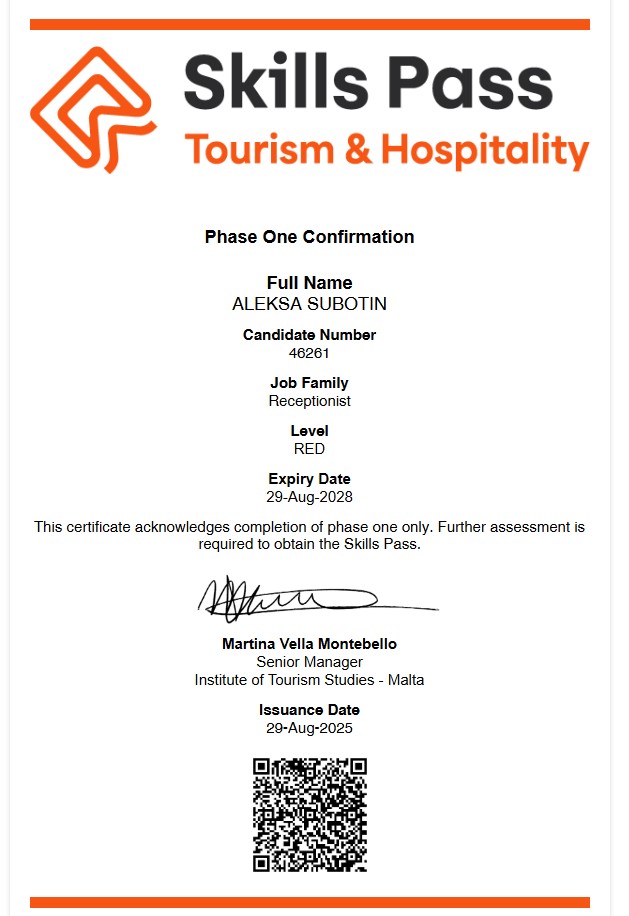 Skills Pass
Tourism & Hospitality
Phase One Confirmation
Full Name
ALEKSA SUBOTIN
Candidate Number
46261
Job Family
Receptionist
Level
RED
Expiry Date
29-Aug-2028
This certificate acknowledges completion of phase one only. Further assessment is
required to obtain the Skills Pass.
Martina Vella Montebello
Senior Manager
Institute of Tourism Studies - Malta
Issuance Date
29-Aug-2025